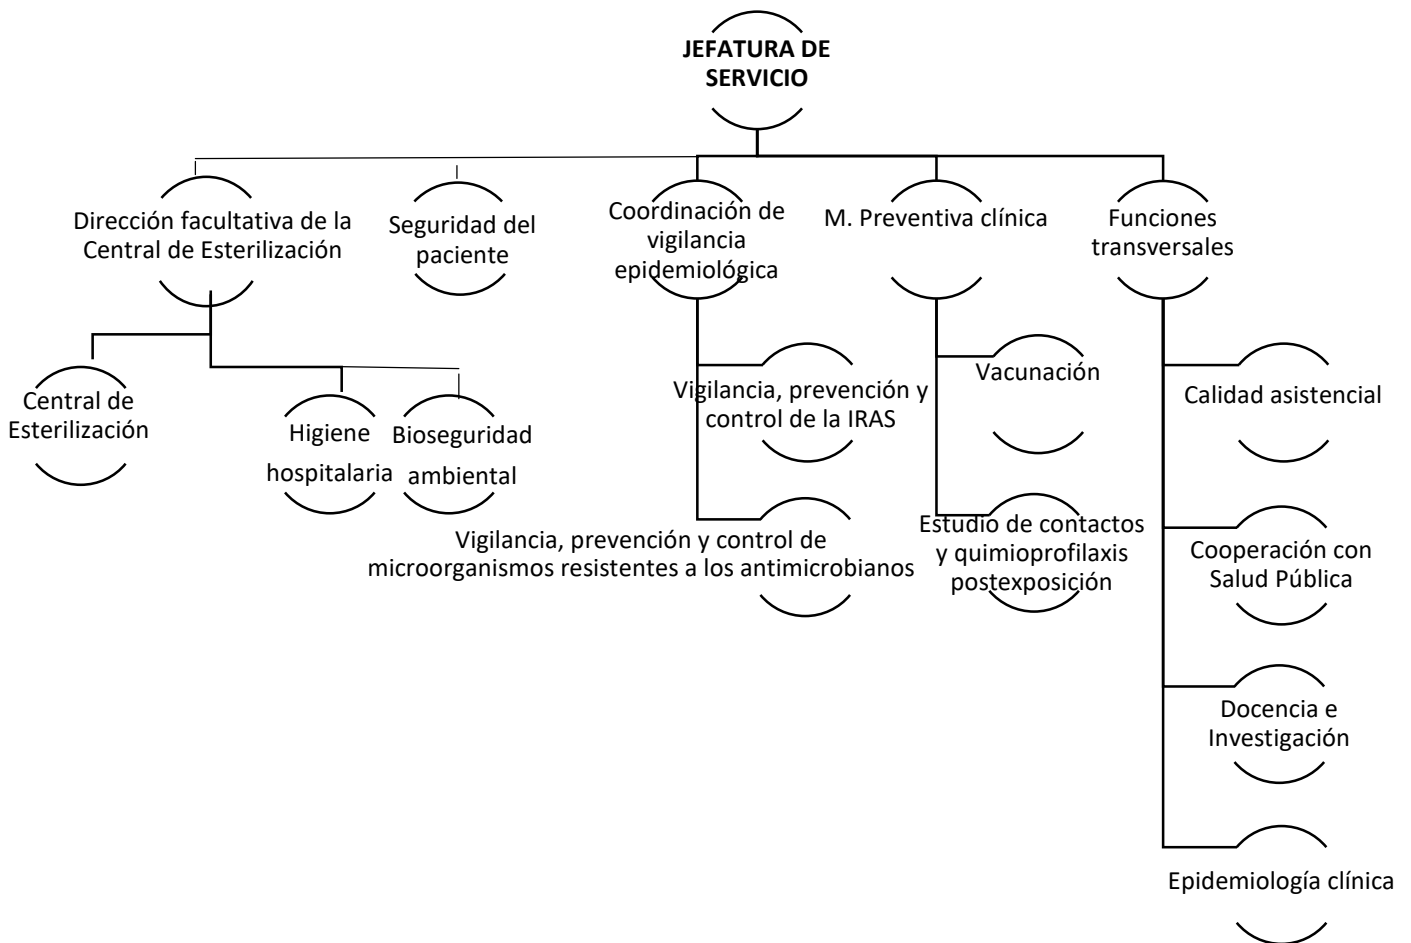 JEFATURA DE
SERVICIO
Dirección facultativa de la
Central de Esterilización
Seguridad del
paciente
Coordinación de
vigilancia
epidemiológica
M. Preventiva clínica
Funciones
transversales
Central de
Esterilización
Higiene
hospitalaria
Bioseguridad
ambiental
Vigilancia, prevención y
control de la IRAS
Vigilancia, prevención y control de
microorganismos resistentes a los antimicrobianos
Vacunación
Estudio de contactos
y quimioprofilaxis
postexposición
Calidad asistencial
Cooperación con
Salud Pública
Docencia e
Investigación
Epidemiología clínica